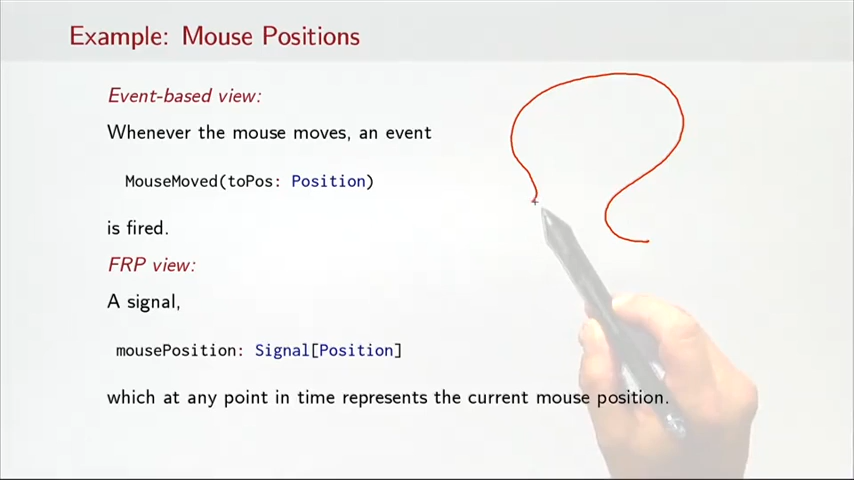 Example: Mouse Positions
Event-based view:
Whenever the mouse moves, an event
MouseMoved(toPos: Position)
is fired.
FRP view:
A signal,
mousePosition: Signal[Position]
which at any point in time represents the current mouse position.